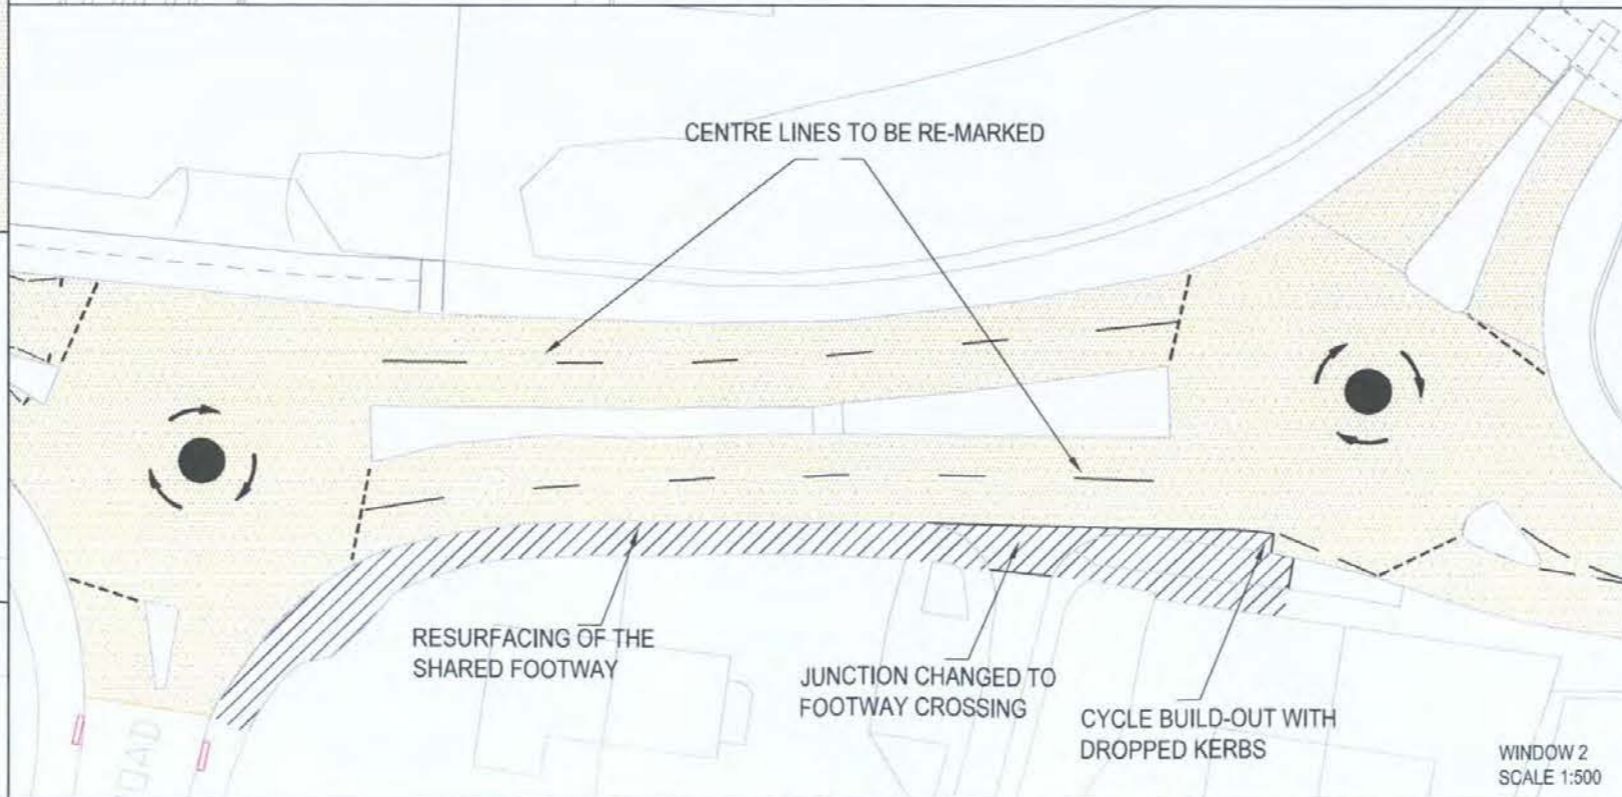 CENTRE LINES TO BE RE-MARKED
RESURFACING OF THE
SHARED FOOTWAY
JUNCTION CHANGED TO
FOOTWAY CROSSING
CYCLE BUILD-OUT WITH
DROPPED KERBS
WINDOW 2
SCALE 1:500